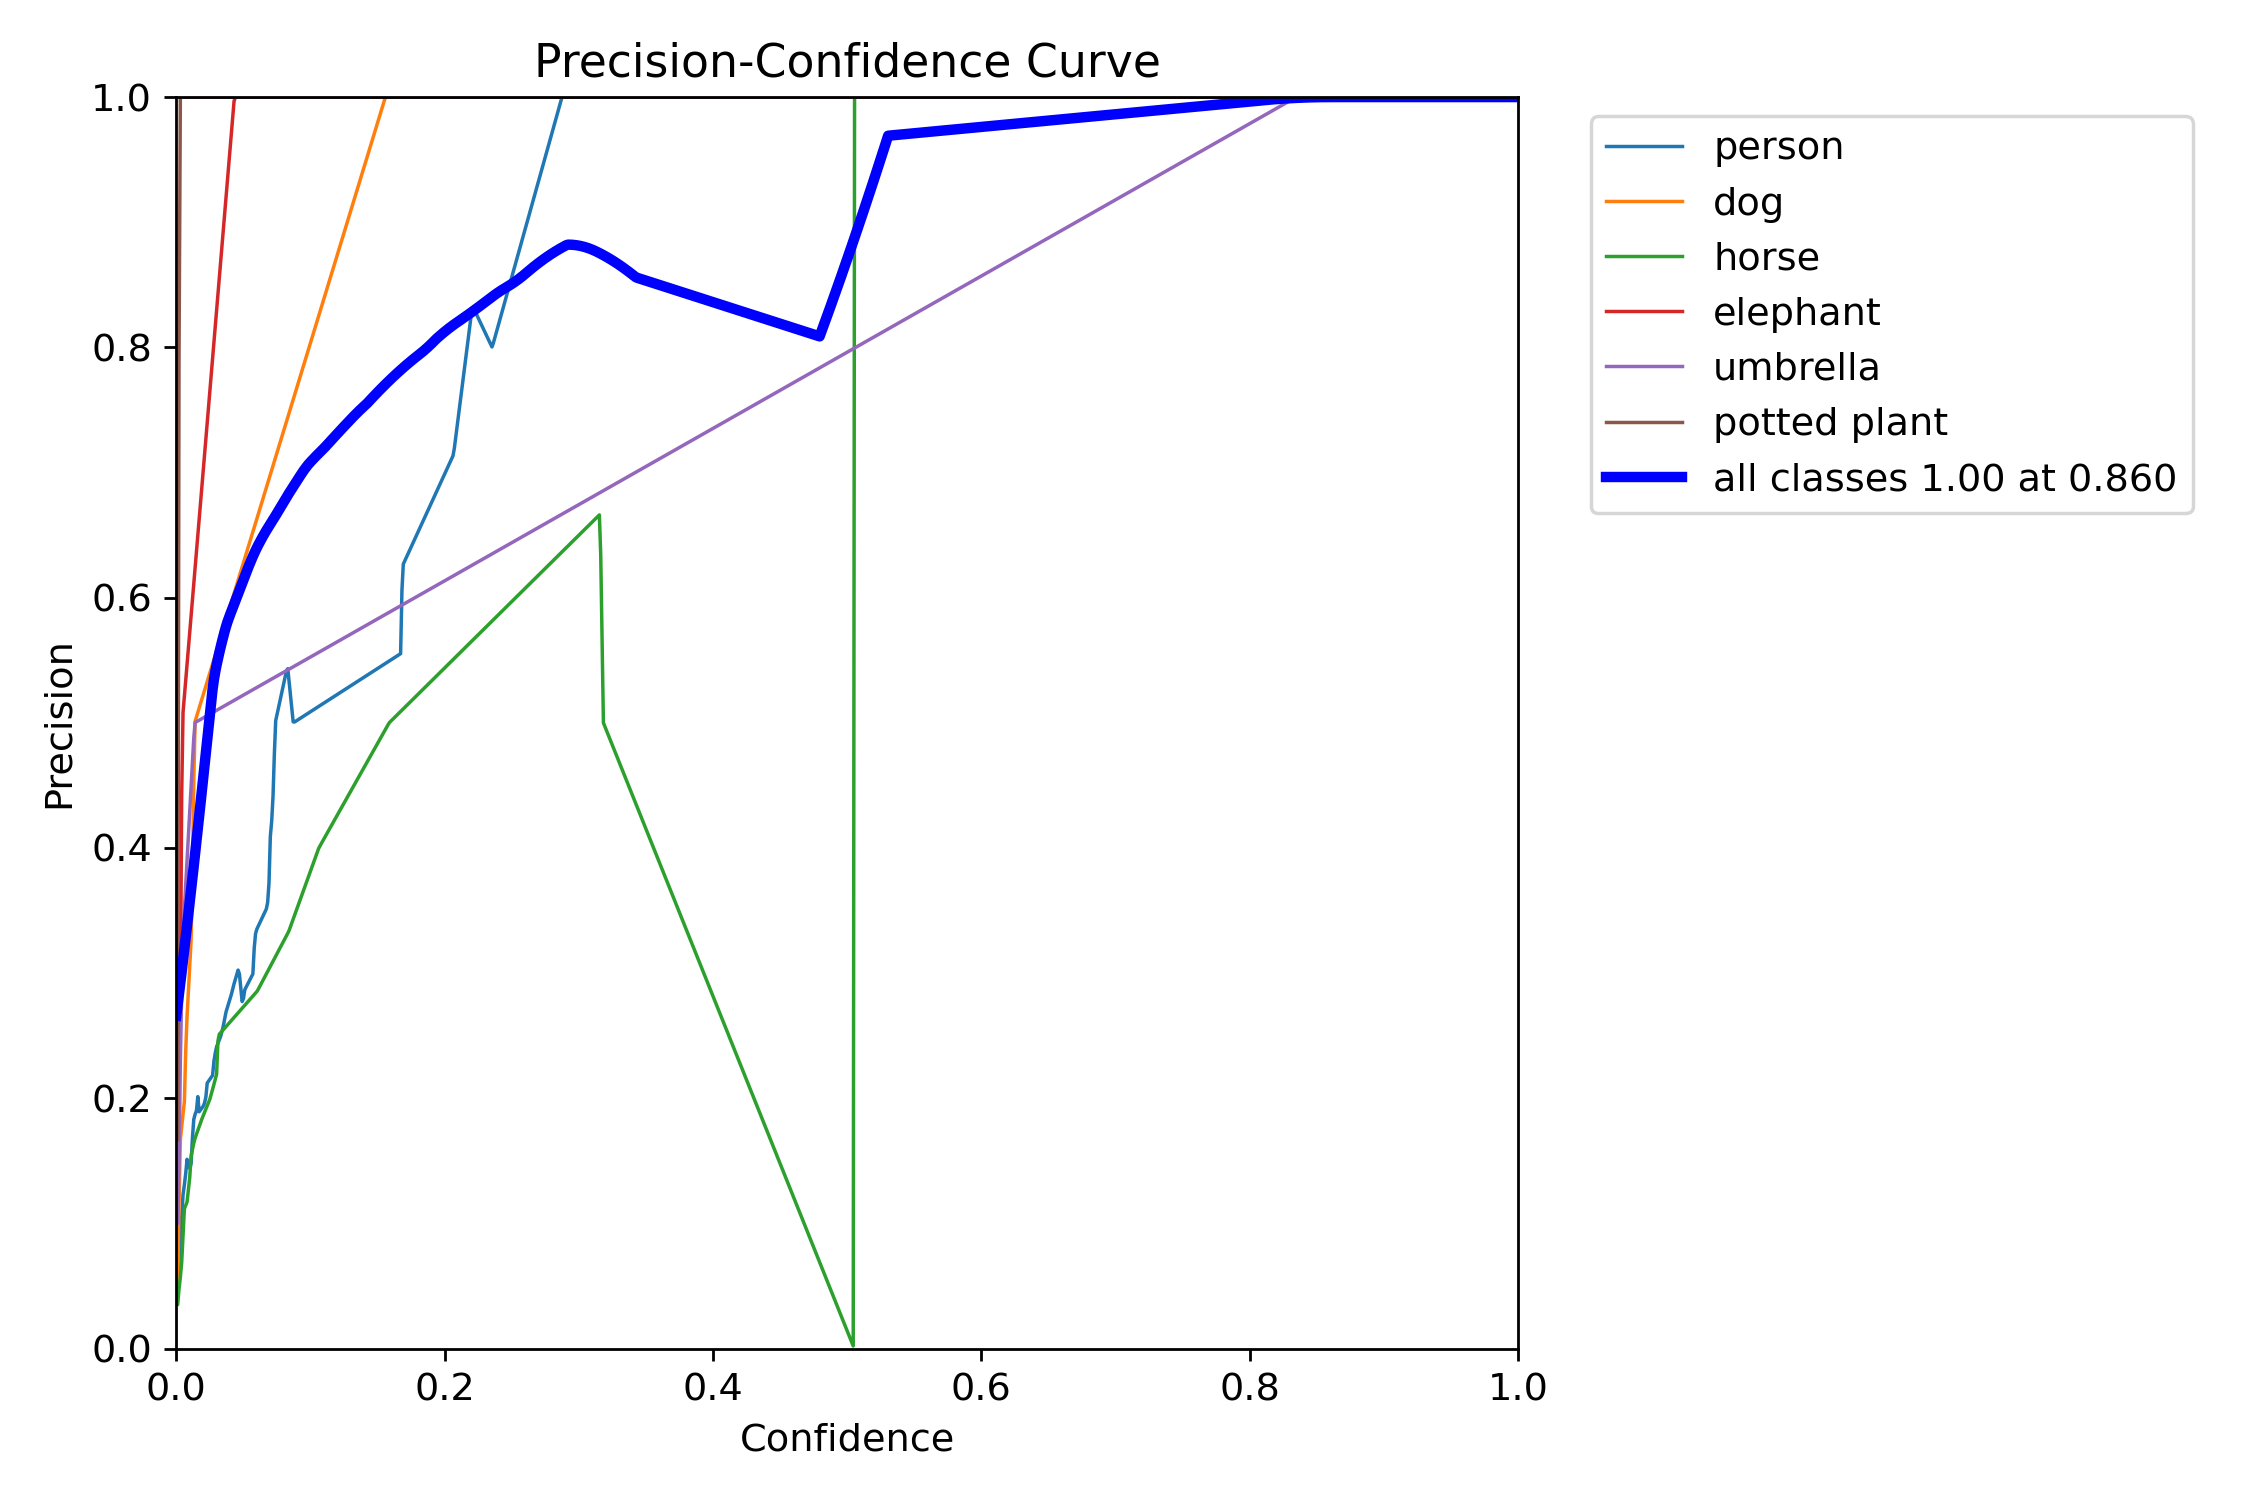 Precision-Confidence Curve
1.0
0.8
0.6
0.4
0.2
0.0
Precision
0.0 0.2 0.4 0.6 0.8 1.0
Confidence
person
dog
horse
elephant
umbrella
potted plant
all classes 1.00 at 0.860